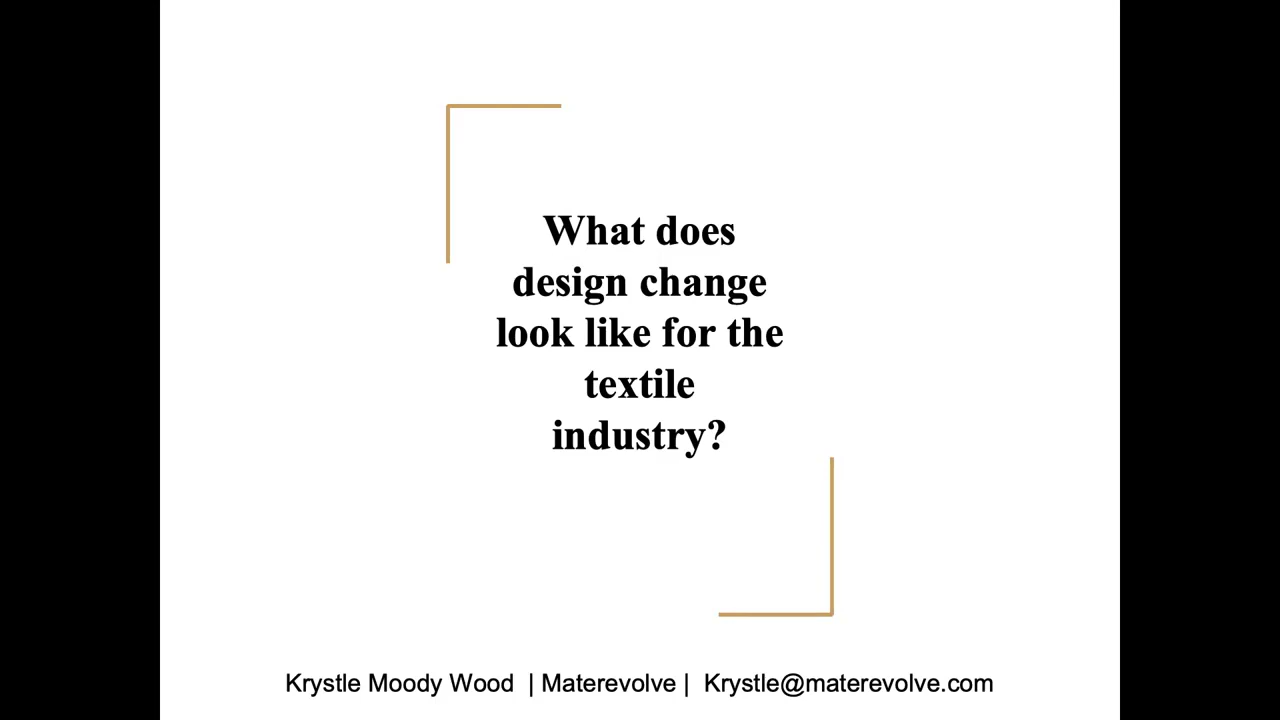 What does
design change
look like for the
textile
industry?
Krystle Moody Wood | Materevolve | Krystle@materevolve.com